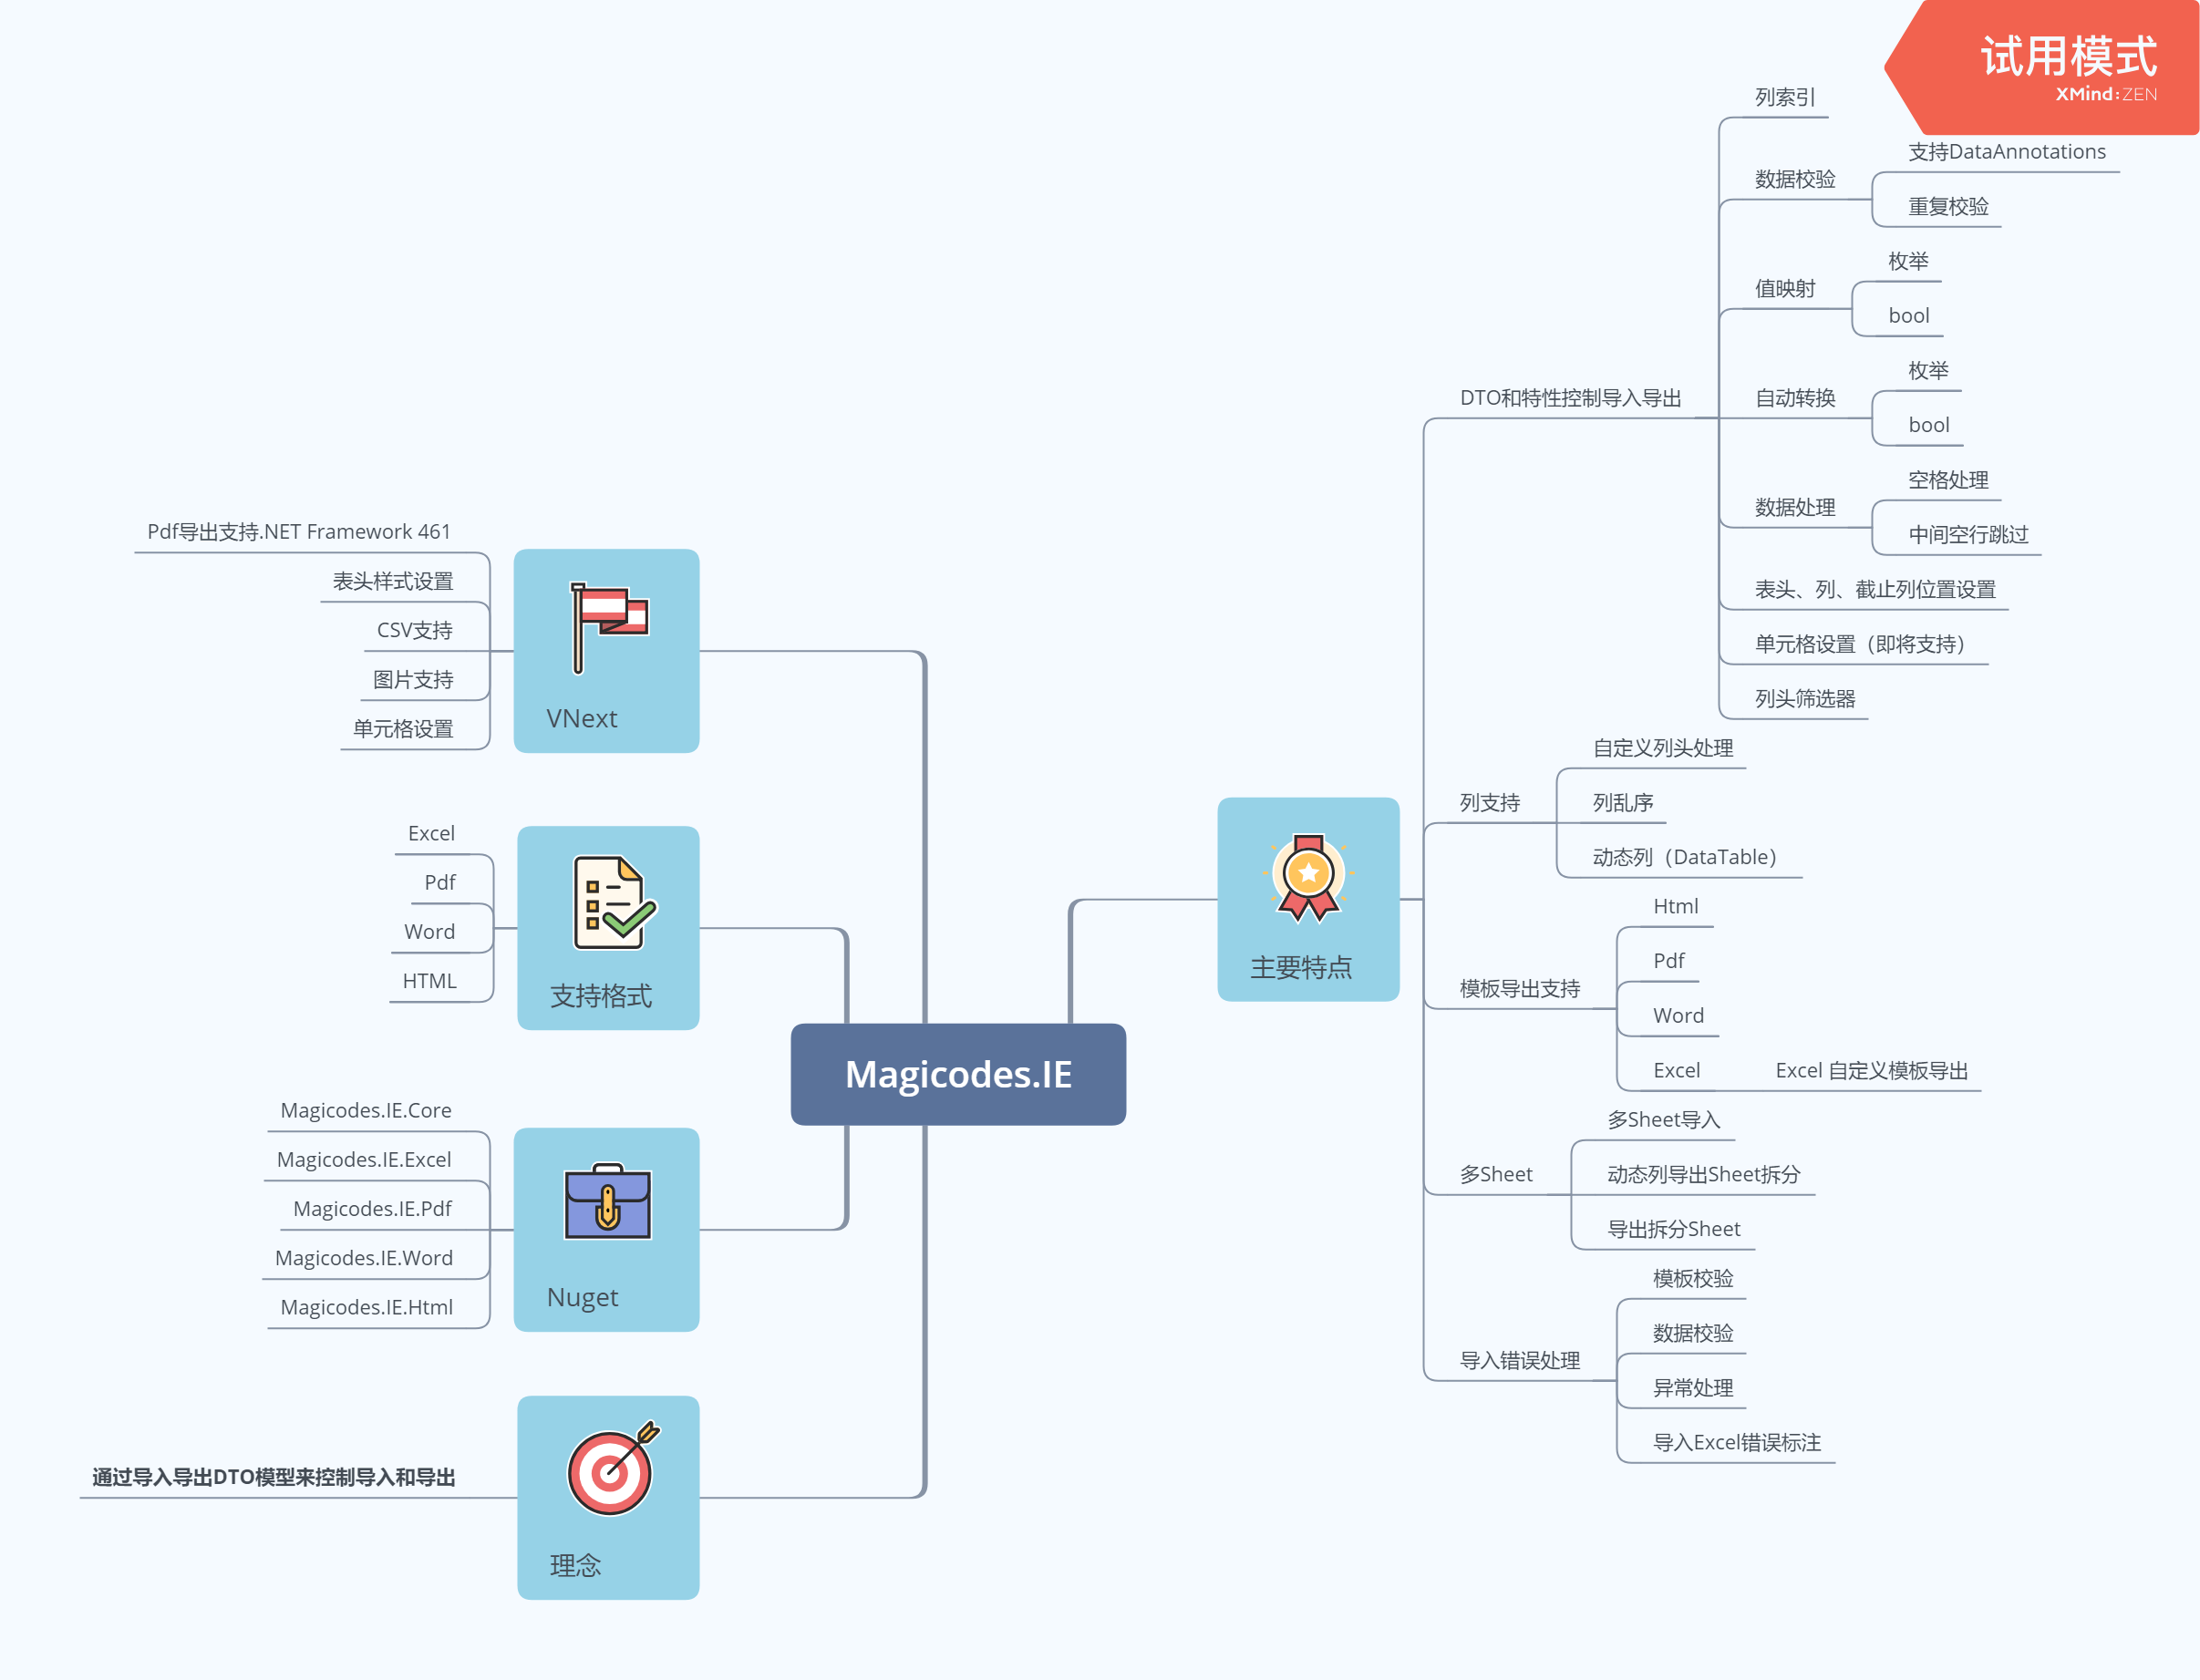 试用模式
XMind:ZEN
Magicodes.IE
主要特点
DTO和特性控制导入导出
列索引
数据校验
支持DataAnnotations
重复校验
值映射
枚举
bool
自动转换
枚举
bool
数据处理
空格处理
中间空行跳过
表头、列、截止列位置设置
单元格设置（即将支持）
列头筛选器
列支持
自定义列头处理
列乱序
动态列（DataTable）
模板导出支持
Html
Pdf
Word
Excel
Excel 自定义模板导出
多Sheet
多Sheet导入
动态列导出Sheet拆分
导出拆分Sheet
导入错误处理
模板校验
数据校验
异常处理
导入Excel错误标注
VNext
Pdf导出支持.NET Framework 461
表头样式设置
CSV支持
图片支持
单元格设置
支持格式
Excel
Pdf
Word
HTML
Nuget
Magicodes.IE.Core
Magicodes.IE.Excel
Magicodes.IE.Pdf
Magicodes.IE.Word
Magicodes.IE.Html
理念
通过导入导出DTO模型来控制导入和导出